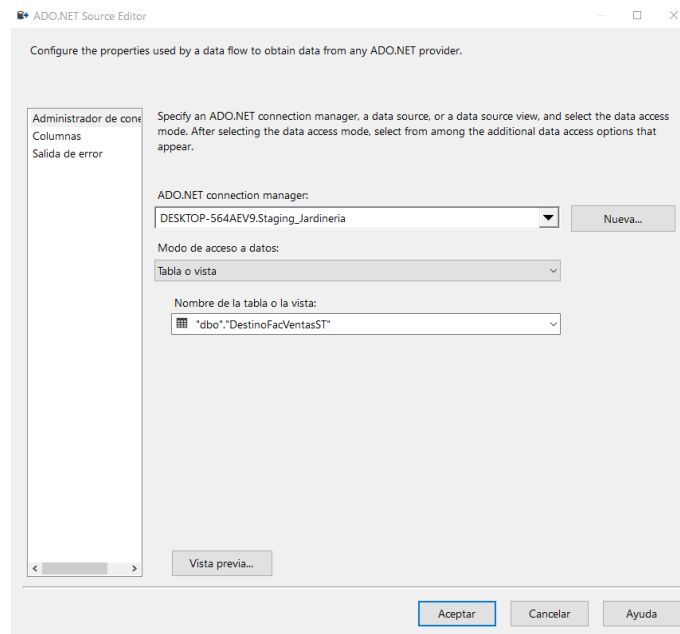 ADO.NET Source Editor
Configure the properties used by a data flow to obtain data from any ADO.NET provider.
Administrador de cone
Columnas
Salida de error
Specify an ADO.NET connection manager, a data source, or a data source view, and select the data access
mode. After selecting the data access mode, select from among the additional data access options that
appear.
ADO.NET connection manager:
DESKTOP-564AEV9.Staging_Jardineria
Nueva...
Modo de acceso a datos:
Tabla o vista
Nombre de la tabla o la vista:
"dbo"."DestinoFacVentasST"
Vista previa...
Aceptar
Cancelar
Ayuda